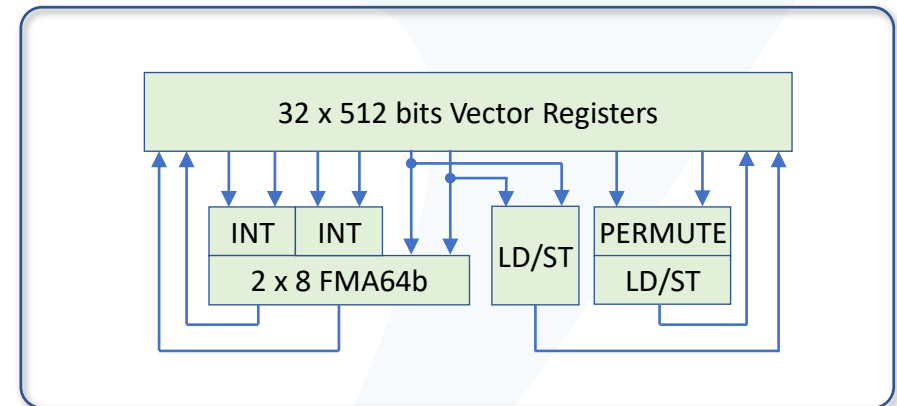 32 x 512 bits Vector Registers
INT INT
2 x 8 FMA64b
LD/ST
PERMUTE
LD/ST